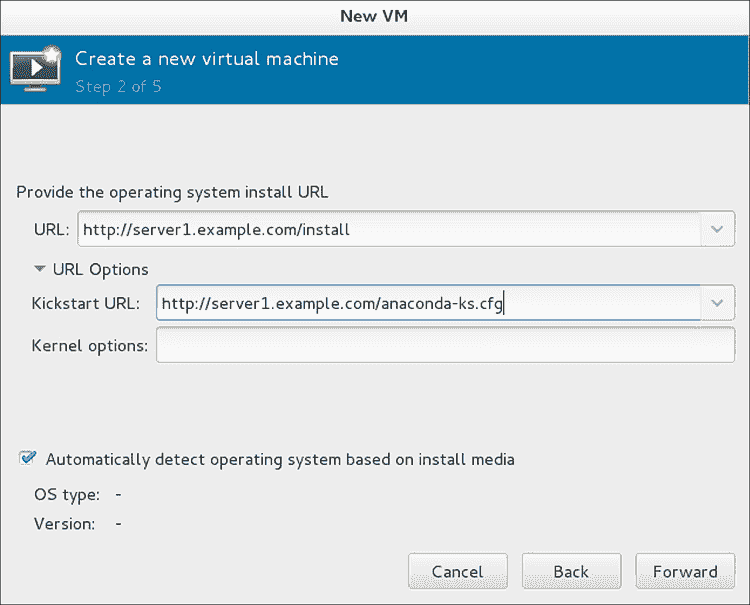 New VM
Create a new virtual machine
Step 2 of 5
Provide the operating system install URL
URL: http://server1.example.com/install
URL Options
Kickstart URL: http://server1.example.com/anaconda-ks.cfg
Kernel options:
Automatically detect operating system based on install media
OS type: -
Version: -
Cancel Back Forward